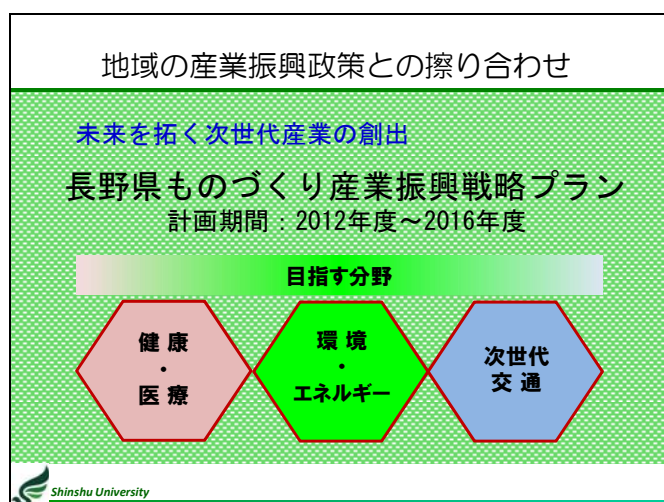 地域の産業振興政策との擦り合わせ
未来を拓く次世代産業の創出
長野県ものづくり産業振興戦略プラン
計画期間：2012年度～2016年度
目指す分野
健 康
・
医 療
環 境
・
エネルギー
次世代
交 通
Shinshu University